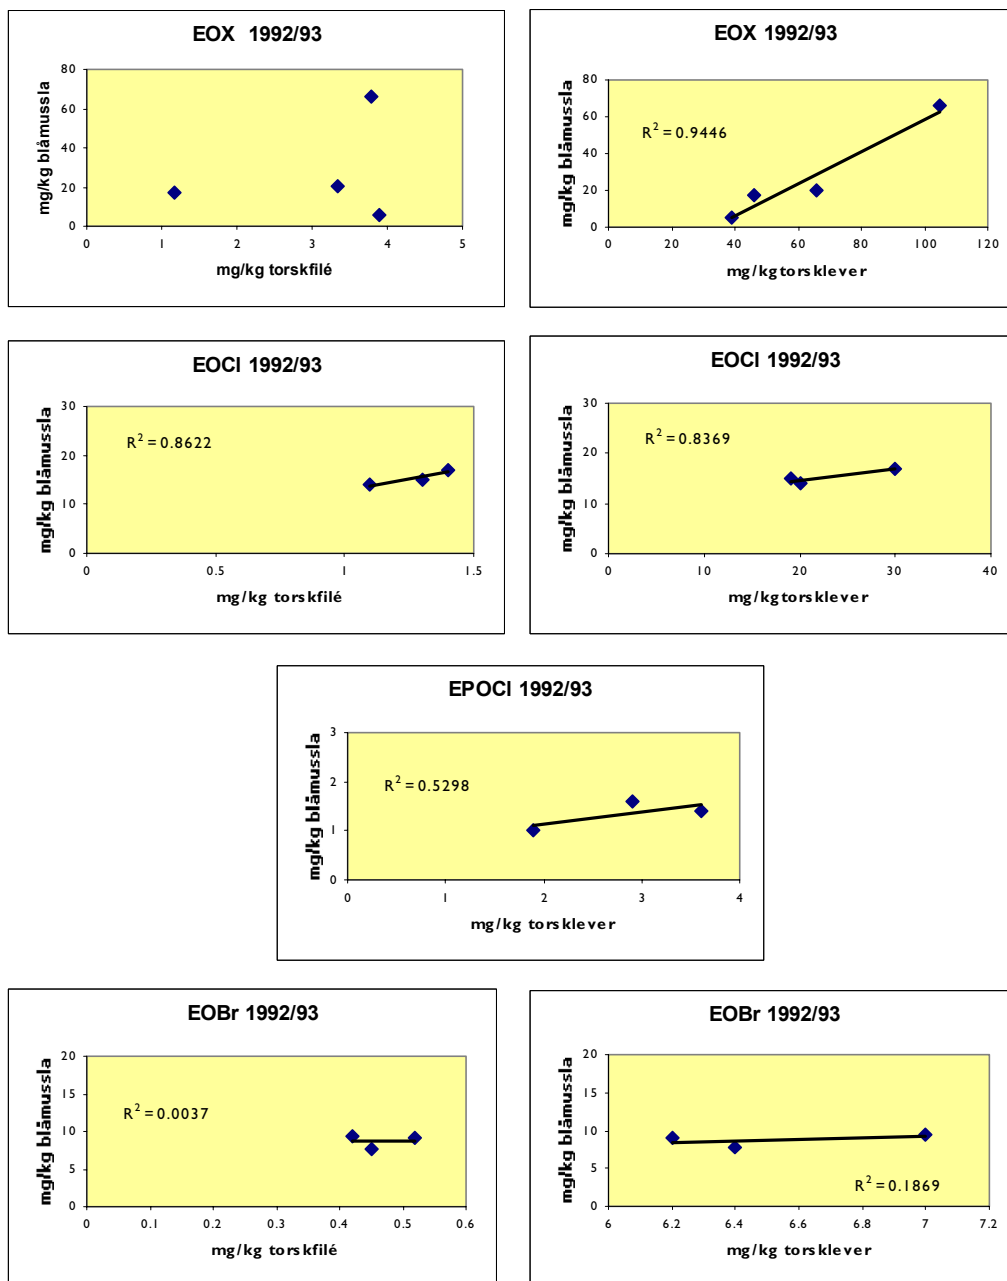 EOX 1992/93
80
60
40
20
0
0 1 2 3 4 5
mg/kg blåmussla
mg/kg torskfilé
EOX 1992/93
R² = 0.9446
80
60
40
20
0
0 20 40 60 80 100 120
mg/kg blåmussla
mg/kg torsklever
EOCl 1992/93
R² = 0.8622
30
20
10
0
0 0.5 1 1.5
mg/kg blåmussla
mg/kg torskfilé
EOCl 1992/93
R² = 0.8369
30
20
10
0
0 10 20 30 40
mg/kg blåmussla
mg/kg torsklever
EPOCl 1992/93
R² = 0.5298
3
2
1
0
0 1 2 3 4
mg/kg blåmussla
mg/kg torsklever
EOBr 1992/93
R² = 0.0037
20
15
10
5
0
0 0.1 0.2 0.3 0.4 0.5 0.6
mg/kg blåmussla
mg/kg torskfilé
EOBr 1992/93
R² = 0.1869
20
15
10
5
0
6 6.2 6.4 6.6 6.8 7 7.2
mg/kg blåmussla
mg/kg torsklever